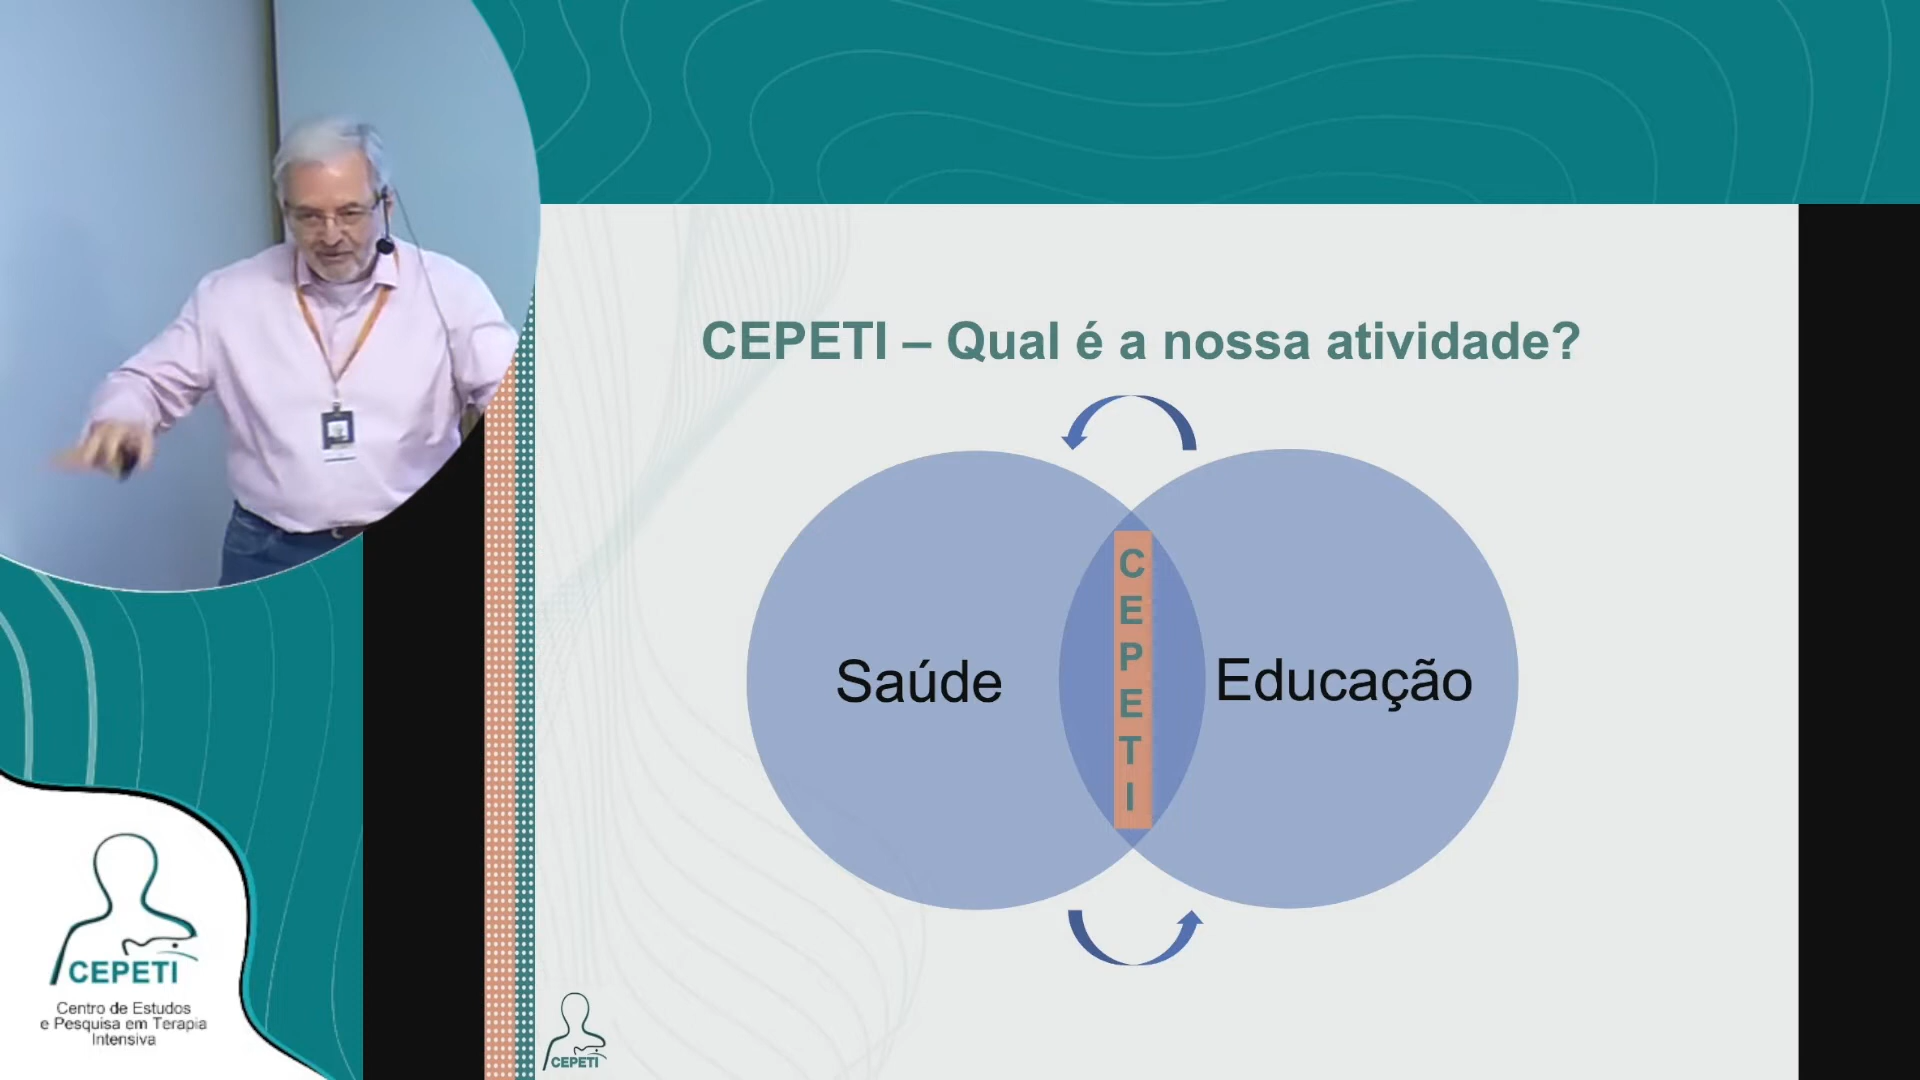 CEPETI – Qual é a nossa atividade?
Saúde
C
E
P
E
T
I
Educação
CEPETI
Centro de Estudos
e Pesquisa em Terapia
Intensiva
CEPETI